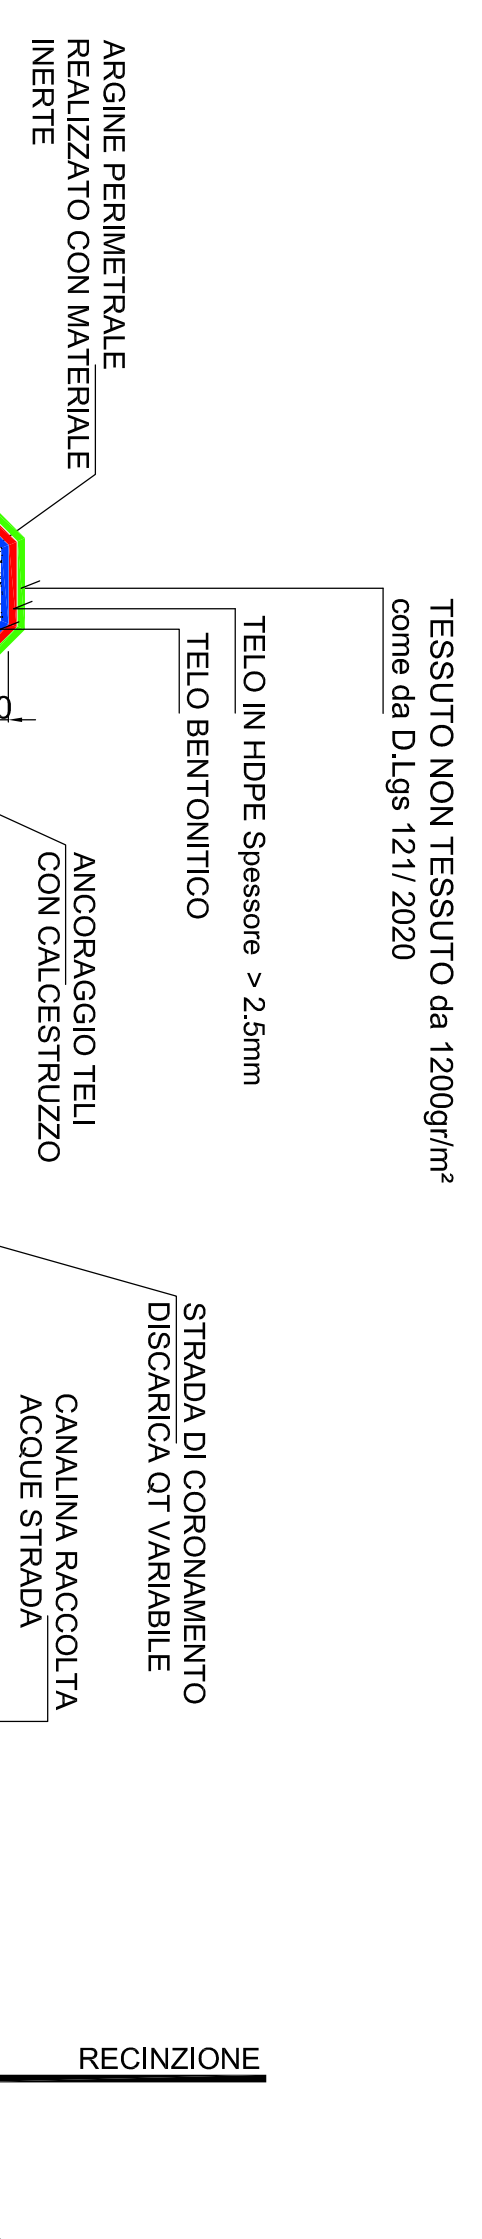 ARGINE PERIMETRALE
REALIZZATO CON MATERIALE
INERTE
TESSUTO NON TESSUTO da 1200gr/m²
come da D.Lgs 121/ 2020
TELO IN HDPE Spessore > 2.5mm
TELO BENTONITICO
ANCORAGGIO TELI
CON CALCESTRUZZO
STRADA DI CORONAMENTO
DISCARICA QT VARIABILE
CANALINA RACCOLTA
ACQUE STRADA
RECINZIONE